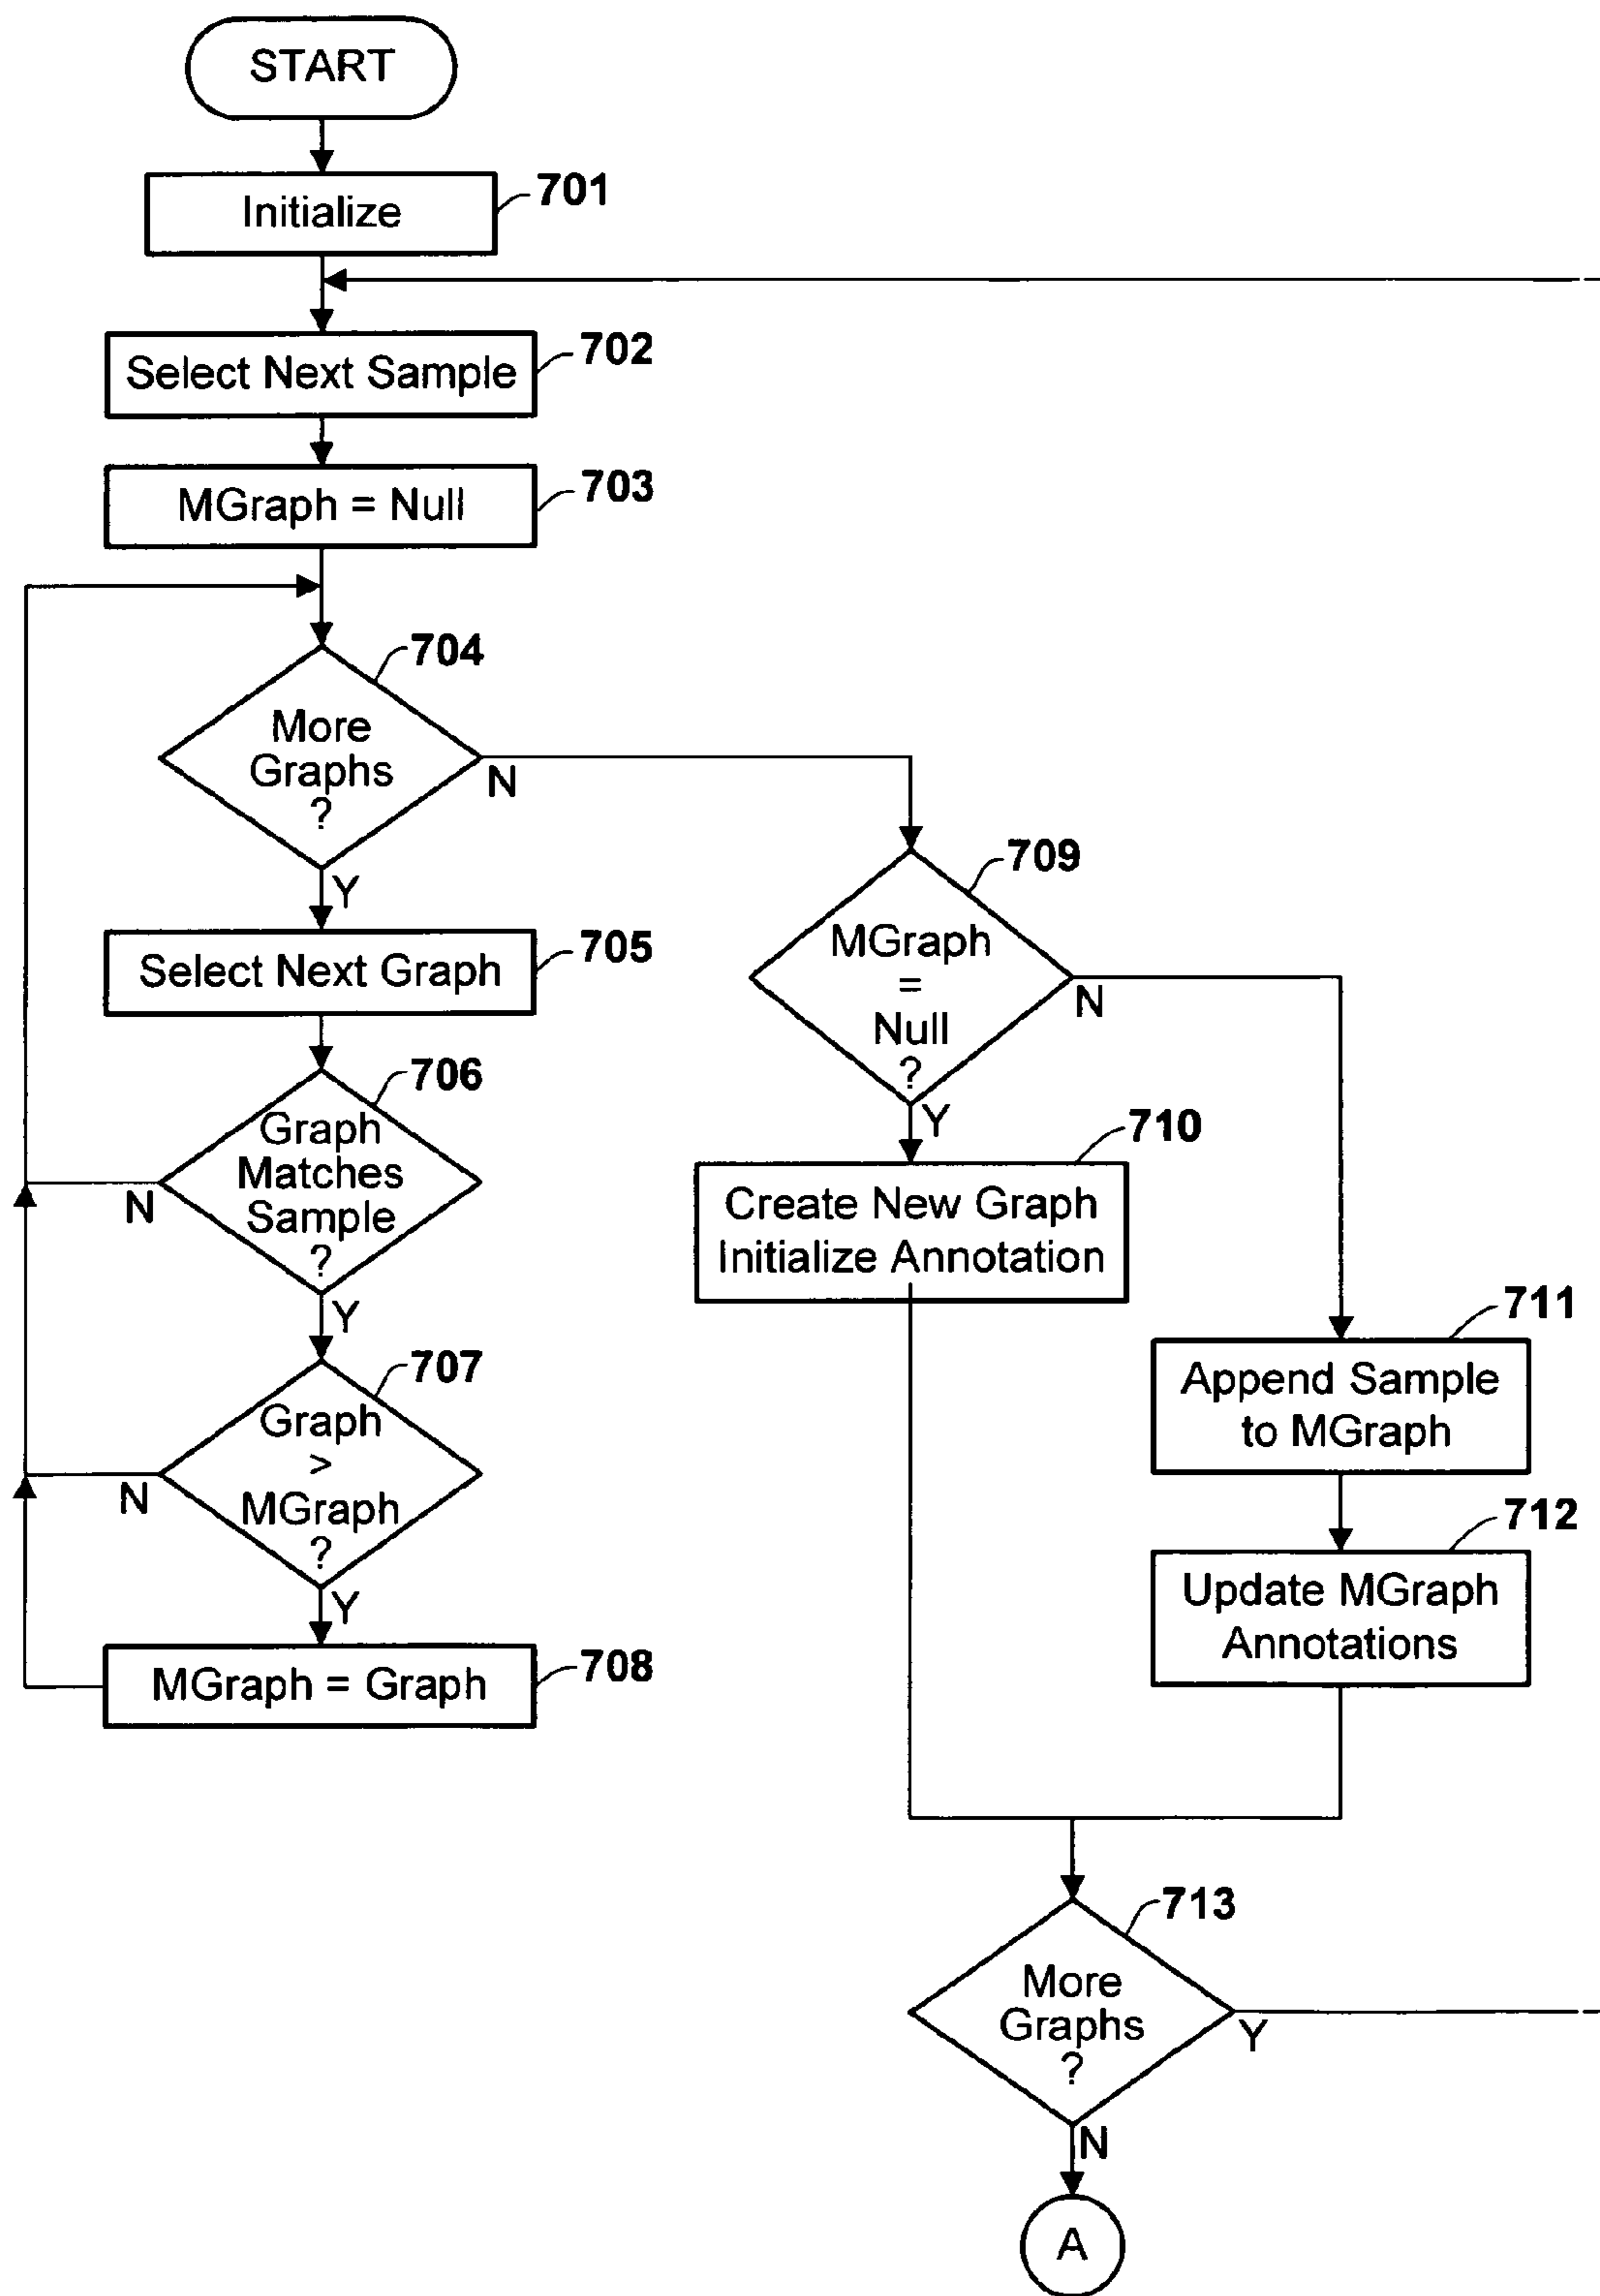 START
Initialize
701
Select Next Sample
702
MGraph = Null
703
704
More
Graphs
?
N
Y
Select Next Graph
705
706
Graph
Matches
Sample
?
N
Y
707
Graph
>
MGraph
?
N
Y
MGraph = Graph
708
709
MGraph
=
Null
?
N
Y
710
Create New Graph
Initialize Annotation
711
Append Sample
to MGraph
712
Update MGraph
Annotations
713
More
Graphs
?
Y
N
A